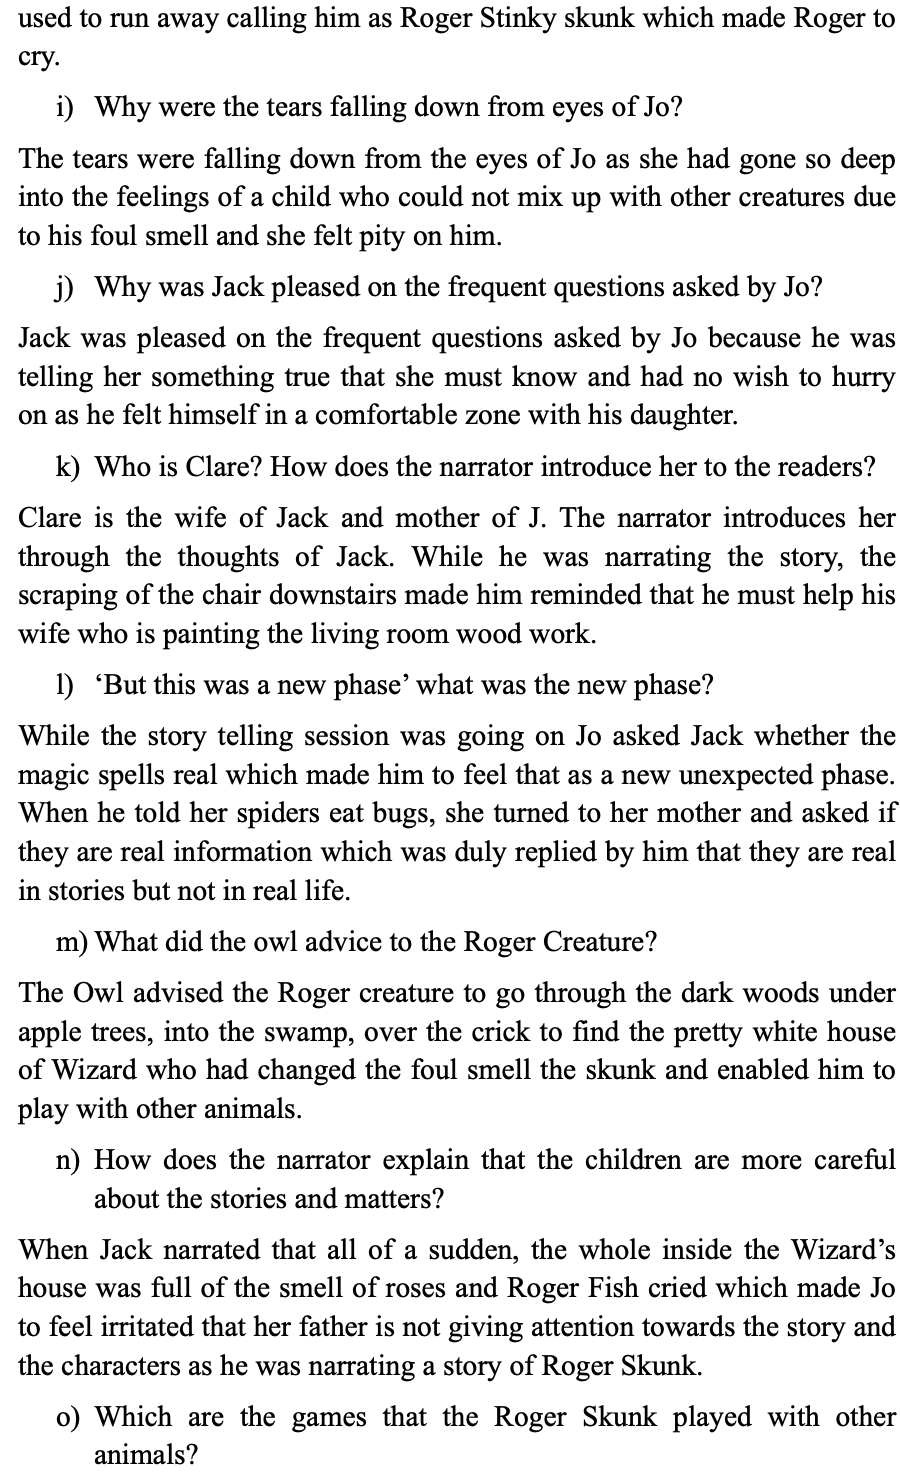 used to run away calling him as Roger Stinky skunk which made Roger to
cry.
i) Why were the tears falling down from eyes of Jo?
The tears were falling down from the eyes of Jo as she had gone so deep
into the feelings of a child who could not mix up with other creatures due
to his foul smell and she felt pity on him.
j) Why was Jack pleased on the frequent questions asked by Jo?
Jack was pleased on the frequent questions asked by Jo because he was
telling her something true that she must know and had no wish to hurry
on as he felt himself in a comfortable zone with his daughter.
k) Who is Clare? How does the narrator introduce her to the readers?
Clare is the wife of Jack and mother of J. The narrator introduces her
through the thoughts of Jack. While he was narrating the story, the
scraping of the chair downstairs made him reminded that he must help his
wife who is painting the living room wood work.
l) ‘But this was a new phase’ what was the new phase?
While the story telling session was going on Jo asked Jack whether the
magic spells real which made him to feel that as a new unexpected phase.
When he told her spiders eat bugs, she turned to her mother and asked if
they are real information which was duly replied by him that they are real
in stories but not in real life.
m) What did the owl advice to the Roger Creature?
The Owl advised the Roger creature to go through the dark woods under
apple trees, into the swamp, over the crick to find the pretty white house
of Wizard who had changed the foul smell the skunk and enabled him to
play with other animals.
n) How does the narrator explain that the children are more careful
about the stories and matters?
When Jack narrated that all of a sudden, the whole inside the Wizard’s
house was full of the smell of roses and Roger Fish cried which made Jo
to feel irritated that her father is not giving attention towards the story and
the characters as he was narrating a story of Roger Skunk.
o) Which are the games that the Roger Skunk played with other
animals?